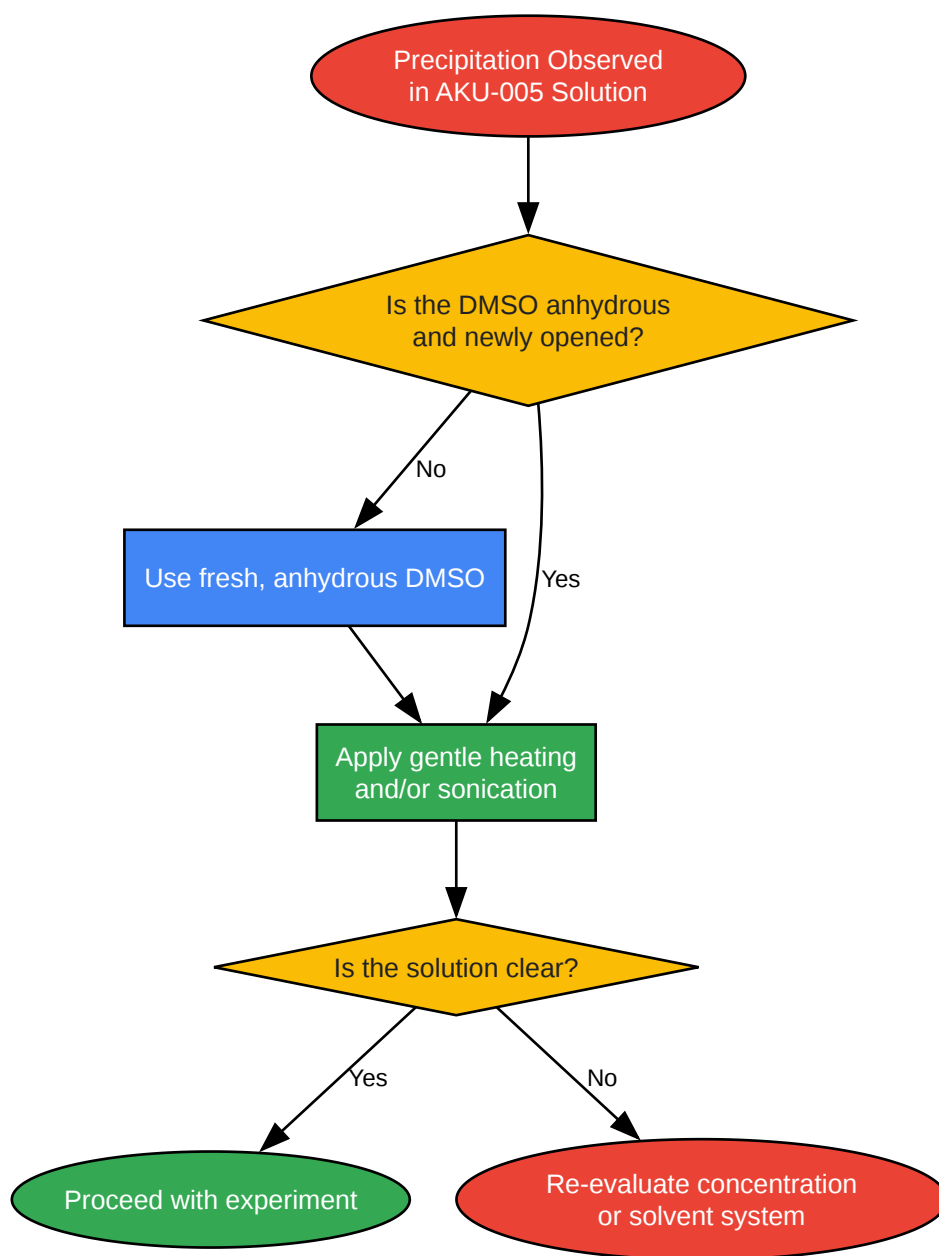 Precipitation Observed
in AKU-005 Solution
Is the DMSO anhydrous
and newly opened?
No
Use fresh, anhydrous DMSO
Yes
Apply gentle heating
and/or sonication
Is the solution clear?
Yes
No
Proceed with experiment
Re-evaluate concentration
or solvent system